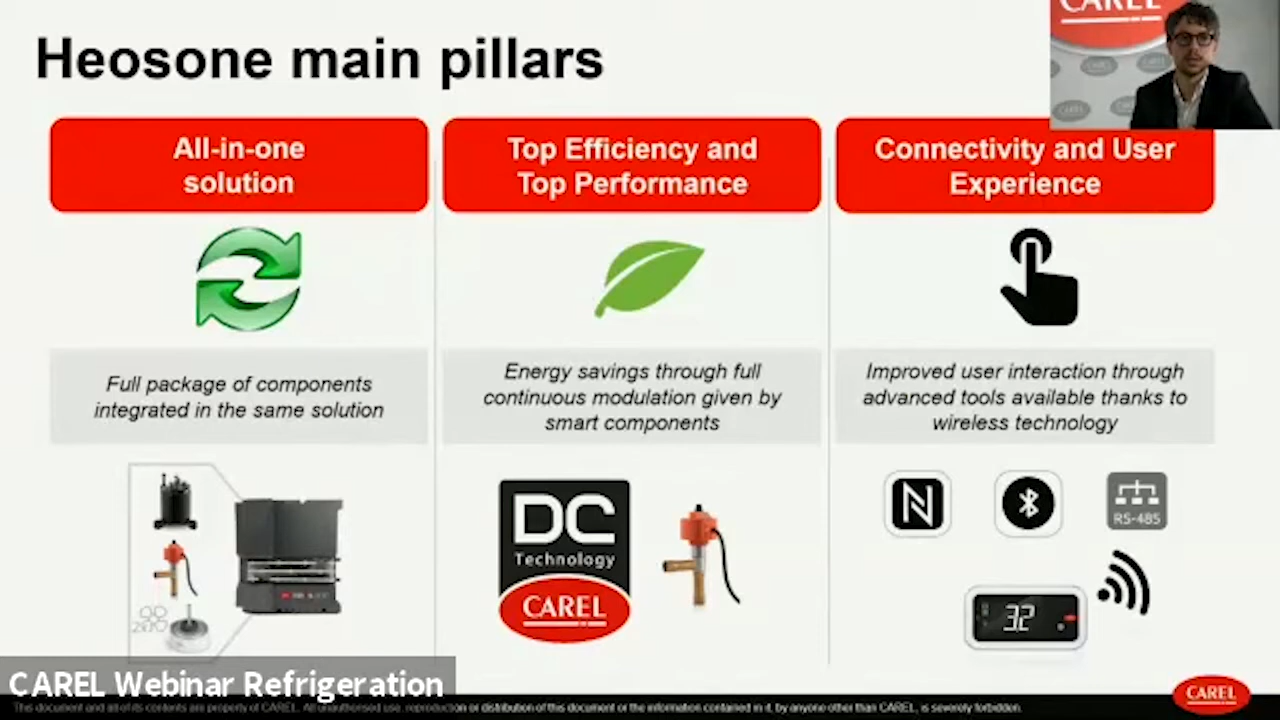 CAREL
Heosone main pillars
All-in-one
solution
Top Efficiency and
Top Performance
Connectivity and User
Experience
Full package of components
integrated in the same solution
Energy savings through full
continuous modulation given by
smart components
Improved user interaction through
advanced tools available thanks to
wireless technology
DC
Technology
CAREL
N
RS-485
3.2
CAREL Webinar Refrigeration
CAREL
This document and all of its contents are property of CAREL. All unauthorised use, reproduction or distribution of this document or the information contained in it, by anyone other than CAREL, is severely forbidden.